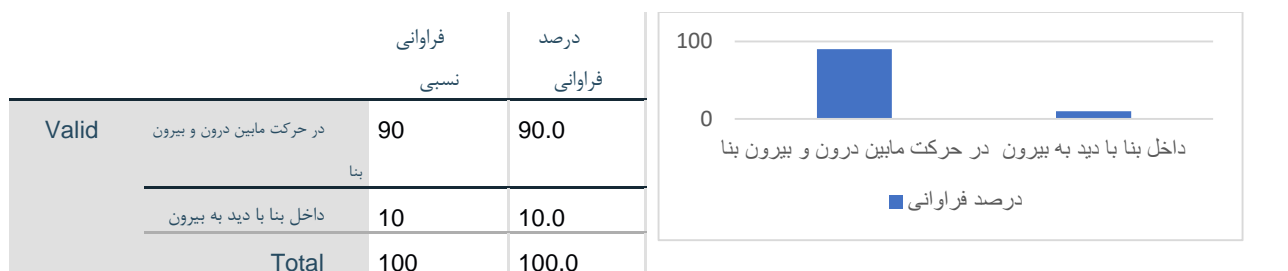 فراوانی نسبی
درصد فراوانی
Valid
در حرکت مابین درون و بیرون بنا
90
90.0
داخل بنا با دید به بیرون
10
10.0
Total
100
100.0
100
0
در حرکت مابین درون و بیرون بنا
داخل بنا با دید به بیرون
درصد فراوانی